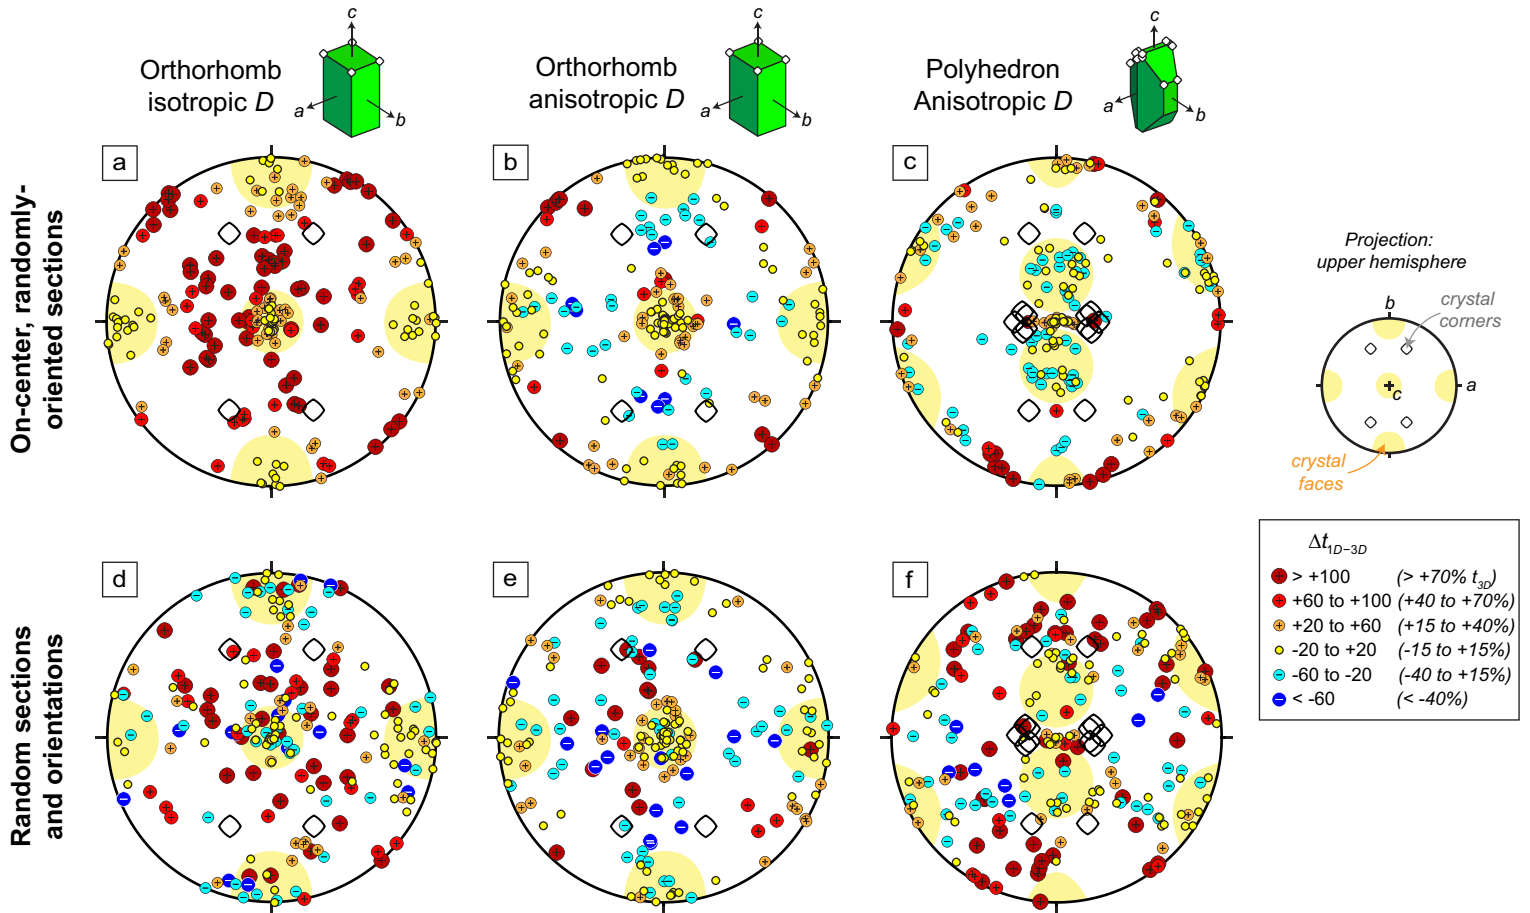 c
a
b
Orthorhomb
isotropic D
c
a
b
Orthorhomb
anisotropic D
c
a
b
Polyhedron
Anisotropic D
On-center, randomly-
oriented sections
a
b
c
Projection:
upper hemisphere
b
crystal
corners
a
c
crystal
faces
Random sections
and orientations
d
e
f
Δt1D−3D
> +100 (> +70% t3D)
+60 to +100 (+40 to +70%)
+20 to +60 (+15 to +40%)
-20 to +20 (-15 to +15%)
-60 to -20 (-40 to +15%)
< -60 (< -40%)